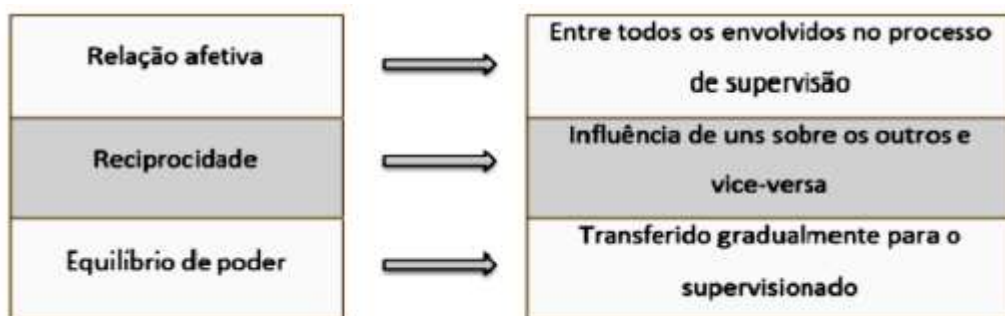 Relação afetiva
Entre todos os envolvidos no processo
de supervisão
Reciprocidade
Influência de uns sobre os outros e
vice-versa
Equilíbrio de poder
Transferido gradualmente para o
supervisionado